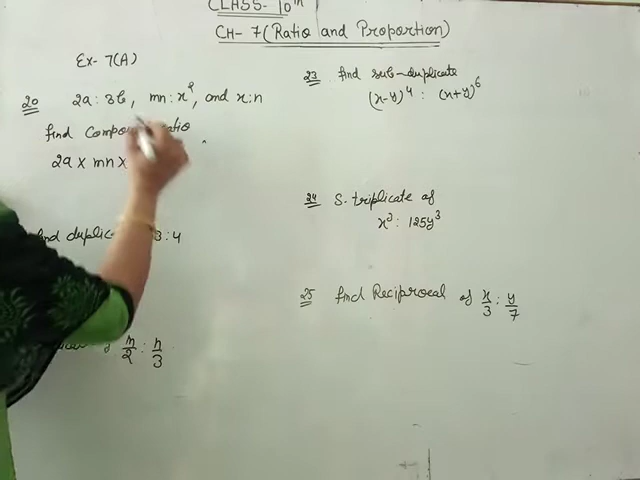 CLASS- 10th
CH- 7 (Ratio and Proportion)
Ex- 7(A)
20 2a : 3b, mn : x², and x : n
find ratio
2a x mn x
find duplic 3 : 4
of m/2 : n/3
23 find sub-duplicate
(x-y)⁴ : (x+y)⁶
24 S. triplicate of
x³ : 125y³
25 find Reciprocal of x/3 : y/7